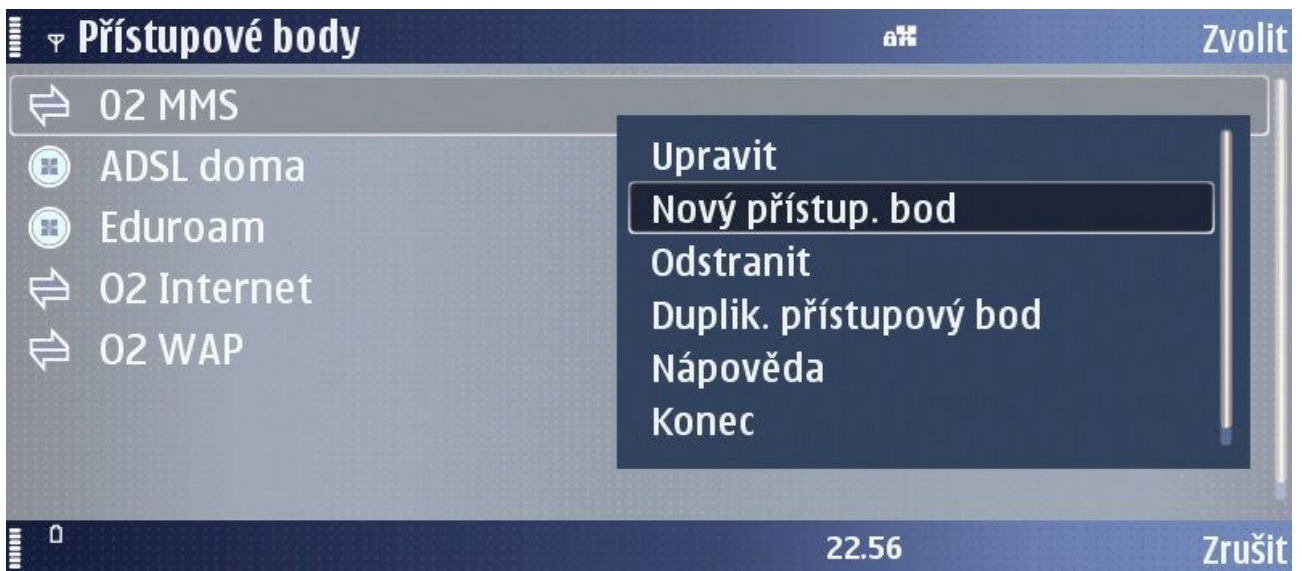 Přístupové body
Zvolit
O2 MMS
ADSL doma
Eduroam
O2 Internet
O2 WAP
Upravit
Nový přístup. bod
Odstranit
Duplik. přístupový bod
Nápověda
Konec
22.56
Zrušit